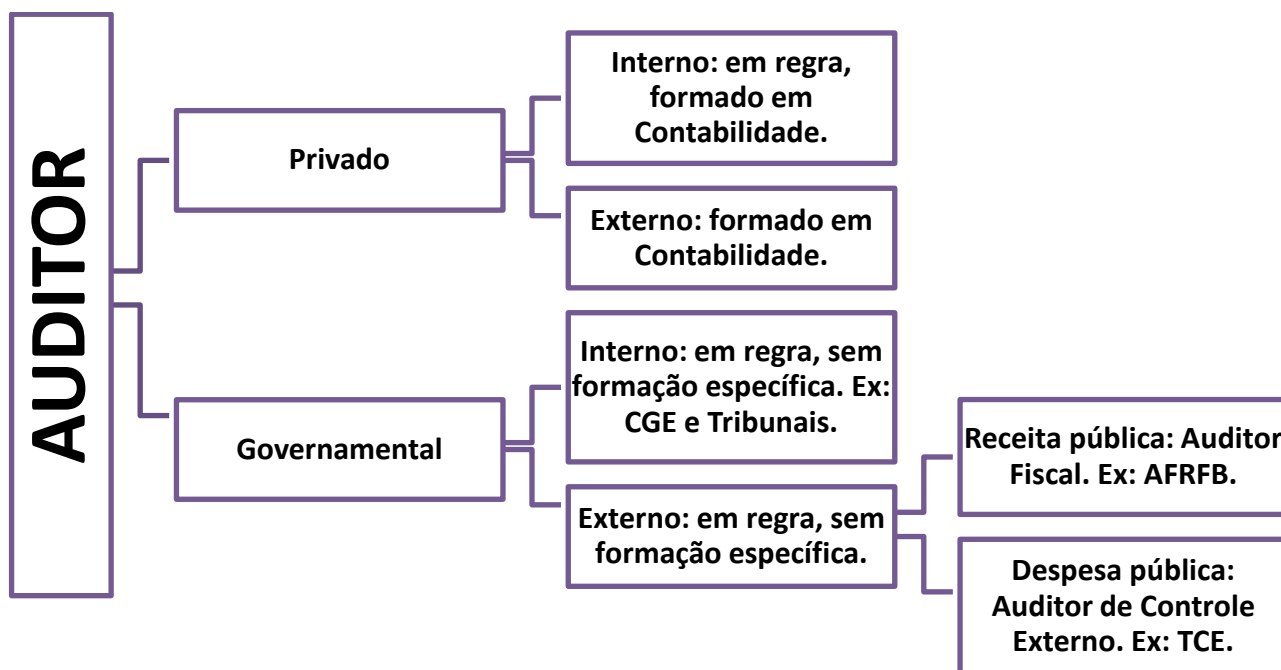 AUDITOR
Privado
Interno: em regra,
formado em
Contabilidade.
Externo: formado em
Contabilidade.
Governamental
Interno: em regra, sem
formação específica. Ex:
CGE e Tribunais.
Externo: em regra, sem
formação específica.
Receita pública: Auditor
Fiscal. Ex: AFRFB.
Despesa pública:
Auditor de Controle
Externo. Ex: TCE.